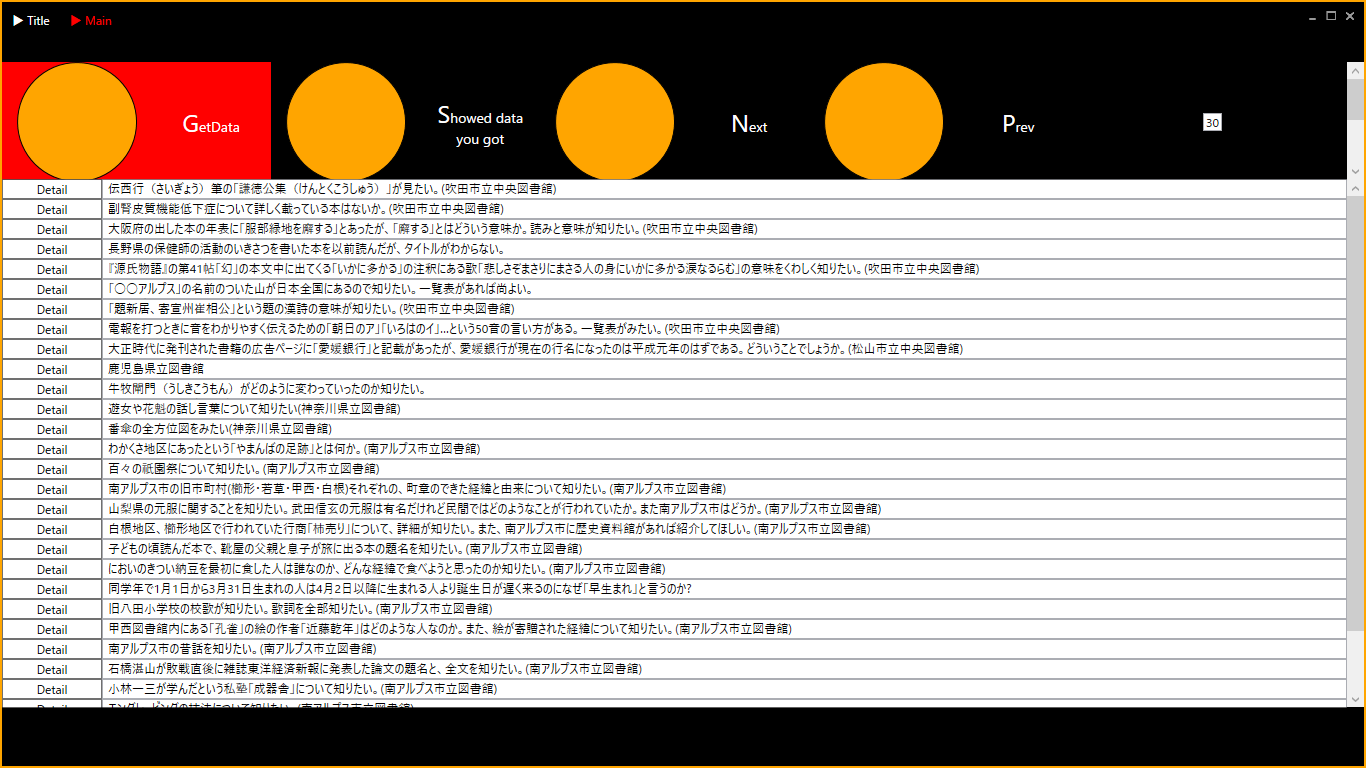 ▶ Title ▶ Main
GetData
Showed data
you got
Next
Prev
30
Detail 伝西行（さいぎょう）筆の「謙徳公集（けんとくこうしゅう）」が見たい。(吹田市立中央図書館)
Detail 副腎皮質機能低下症について詳しく載っている本はないか。(吹田市立中央図書館)
Detail 大阪府の出した本の年表に「服部緑地を廨する」とあったが、「廨する」とはどういう意味か。読みと意味が知りたい。(吹田市立中央図書館)
Detail 長野県の保健師の活動のいきさつを書いた本を以前読んだが、タイトルがわからない。
Detail 『源氏物語』の第41帖「幻」の本文中に出てくる「いかに多かる」の注釈にある歌「悲しさぞまさりにまさる人の身にいかに多かる涙なるらむ」の意味をくわしく知りたい。(吹田市立中央図書館)
Detail 「○○アルプス」の名前のついた山が日本全国にあるので知りたい。一覧表があれば尚よい。
Detail 「題新居、寄宣州崔相公」という題の漢詩の意味が知りたい。(吹田市立中央図書館)
Detail 電報を打つときに音をわかりやすく伝えるための「朝日のア」「いろはのイ」…という50音の言い方がある。一覧表がみたい。(吹田市立中央図書館)
Detail 大正時代に発刊された書籍の広告ページに「愛媛銀行」と記載があったが、愛媛銀行が現在の行名になったのは平成元年のはずである。どういうことでしょうか。(松山市立中央図書館)
Detail 鹿児島県立図書館
Detail 牛牧閘門（うしきこうもん）がどのように変わっていったのか知りたい。
Detail 遊女や花魁の話し言葉について知りたい(神奈川県立図書館)
Detail 番傘の全方位図をみたい(神奈川県立図書館)
Detail わかくさ地区にあったという「やまんばの足跡」とは何か。(南アルプス市立図書館)
Detail 百々の祇園祭について知りたい。(南アルプス市立図書館)
Detail 南アルプス市の旧市町村(櫛形・若草・甲西・白根)それぞれの、町章のできた経緯と由来について知りたい。(南アルプス市立図書館)
Detail 山梨県の元服に関することを知りたい。武田信玄の元服は有名だけれど民間ではどのようなことが行われていたか。また南アルプス市はどうか。(南アルプス市立図書館)
Detail 白根地区、櫛形地区で行われていた行商「柿売り」について、詳細が知りたい。また、南アルプス市に歴史資料館があれば紹介してほしい。(南アルプス市立図書館)
Detail 子どもの頃読んだ本で、靴屋の父親と息子が旅に出る本の題名を知りたい。(南アルプス市立図書館)
Detail においのきつい納豆を最初に食した人は誰なのか、どんな経緯で食べようと思ったのか知りたい。(南アルプス市立図書館)
Detail 同学年で1月1日から3月31日生まれの人は4月2日以降に生まれる人より誕生日が遅く来るのになぜ「早生まれ」と言うのか?
Detail 旧八田小学校の校歌が知りたい。歌詞を全部知りたい。(南アルプス市立図書館)
Detail 甲西図書館内にある「孔雀」の絵の作者「近藤乾年」はどのような人なのか。また、絵が寄贈された経緯について知りたい。(南アルプス市立図書館)
Detail 南アルプス市の昔話を知りたい。(南アルプス市立図書館)
Detail 石橋湛山が敗戦直後に雑誌東洋経済新報に発表した論文の題名と、全文を知りたい。(南アルプス市立図書館)
Detail 小林一三が学んだという私塾「成器舎」について知りたい。(南アルプス市立図書館)